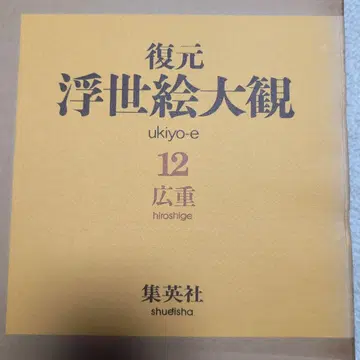 復元
浮世絵大観
ukiyo-e
12
広重
hiroshige
集英社
shueisha